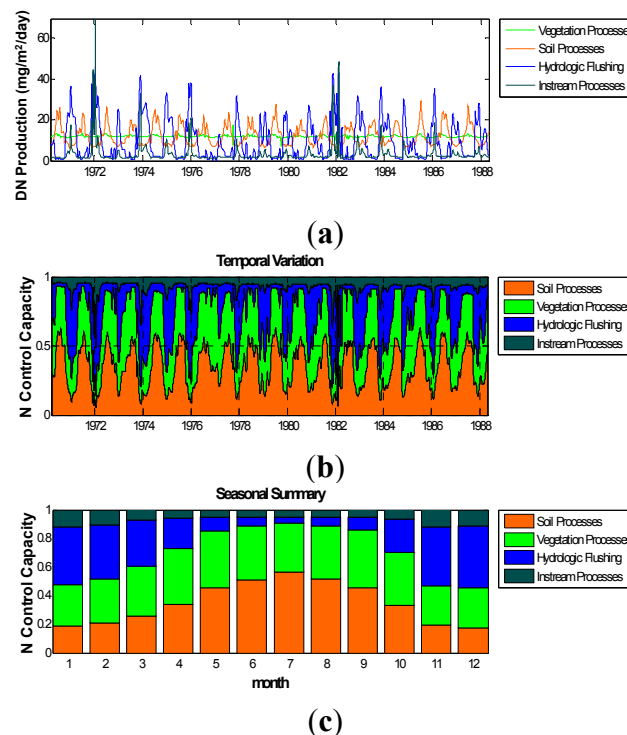 DN Production (mg/m²/day)
60
40
20
0
1972 1974 1976 1978 1980 1982 1984 1986 1988
Vegetation Processes
Soil Processes
Hydrologic Flushing
Instream Processes
(a)
Temporal Variation
N Control Capacity
1
0.5
0
1972 1974 1976 1978 1980 1982 1984 1986 1988
Soil Processes
Vegetation Processes
Hydrologic Flushing
Instream Processes
(b)
Seasonal Summary
N Control Capacity
1
0.8
0.6
0.4
0.2
0
1 2 3 4 5 6 7 8 9 10 11 12
month
Soil Processes
Vegetation Processes
Hydrologic Flushing
Instream Processes
(c)